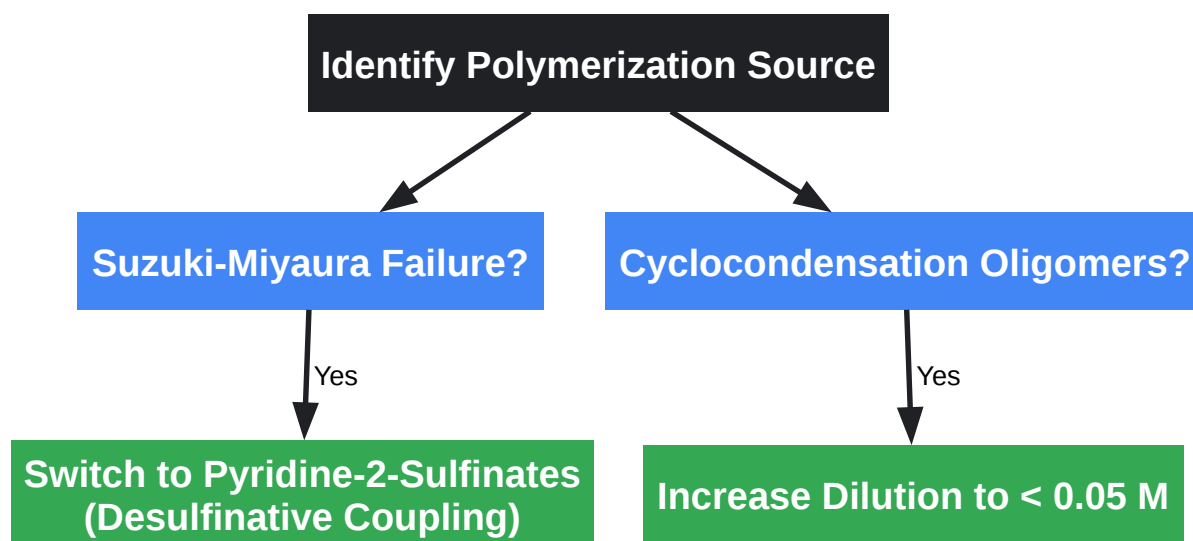 Identify Polymerization Source
Suzuki-Miyaura Failure?
Cyclocondensation Oligomers?
Yes
Yes
Switch to Pyridine-2-Sulfinates
(Desulfinative Coupling)
Increase Dilution to < 0.05 M